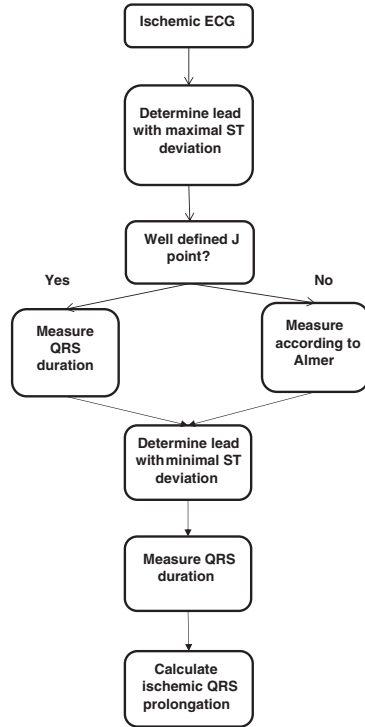 Ischemic ECG
Determine lead
with maximal ST
deviation
Well defined J
point?
Yes
No
Measure
QRS
duration
Measure
according to
Almer
Determine lead
with minimal ST
deviation
Measure QRS
duration
Calculate
ischemic QRS
prolongation